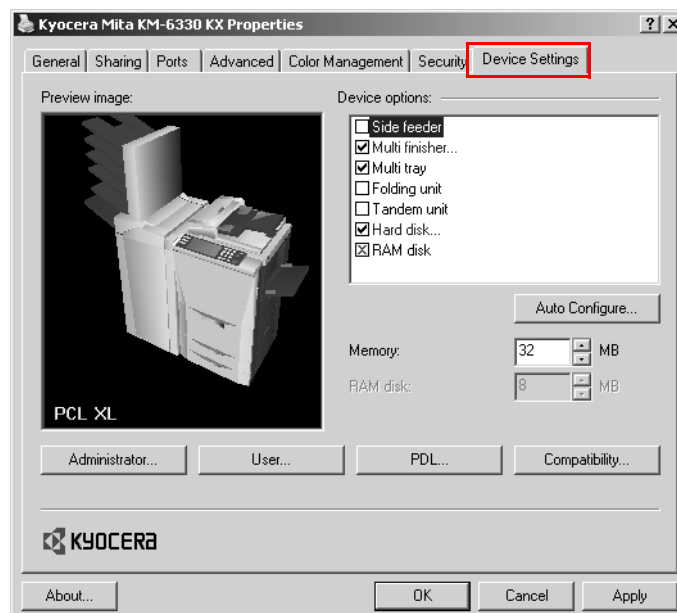 Kyocera Mita KM-6330 KX Properties
General Sharing Ports Advanced Color Management Security Device Settings
Preview image:
Device options:
Side feeder
Multi finisher...
Multi tray
Folding unit
Tandem unit
Hard disk...
RAM disk
Auto Configure...
Memory: 32 MB
RAM disk: 8 MB
PCL XL
Administrator... User... PDL... Compatibility...
KYOCERA
About... OK Cancel Apply